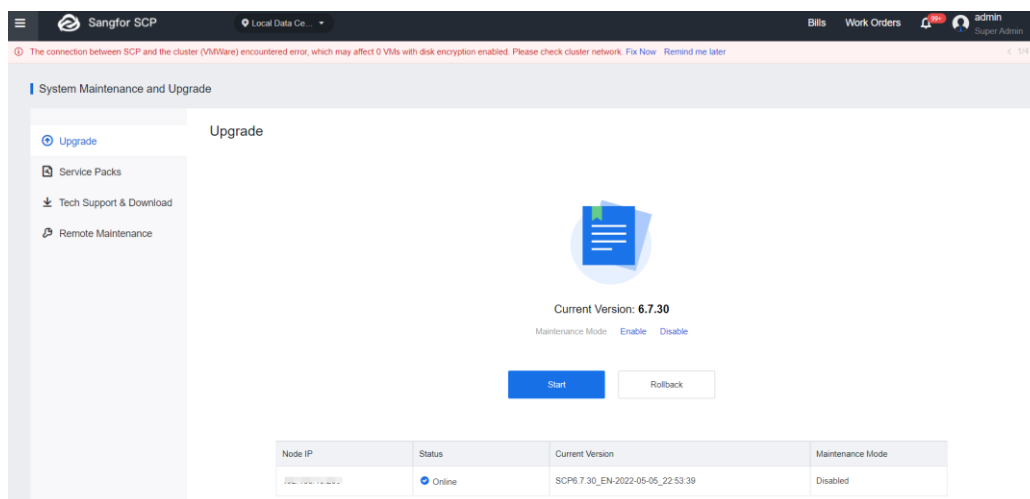 Sangfor SCP
Local Data Ce...
Bills
Work Orders
99+
admin
Super Admin
The connection between SCP and the cluster (VMWare) encountered error, which may affect 0 VMs with disk encryption enabled. Please check cluster network. Fix Now Remind me later
< 1/4
System Maintenance and Upgrade
Upgrade
Service Packs
Tech Support & Download
Remote Maintenance
Upgrade
Current Version: 6.7.30
Maintenance Mode Enable Disable
Start
Rollback
Node IP Status Current Version Maintenance Mode
Online SCP6.7.30_EN-2022-05-05_22:53:39 Disabled